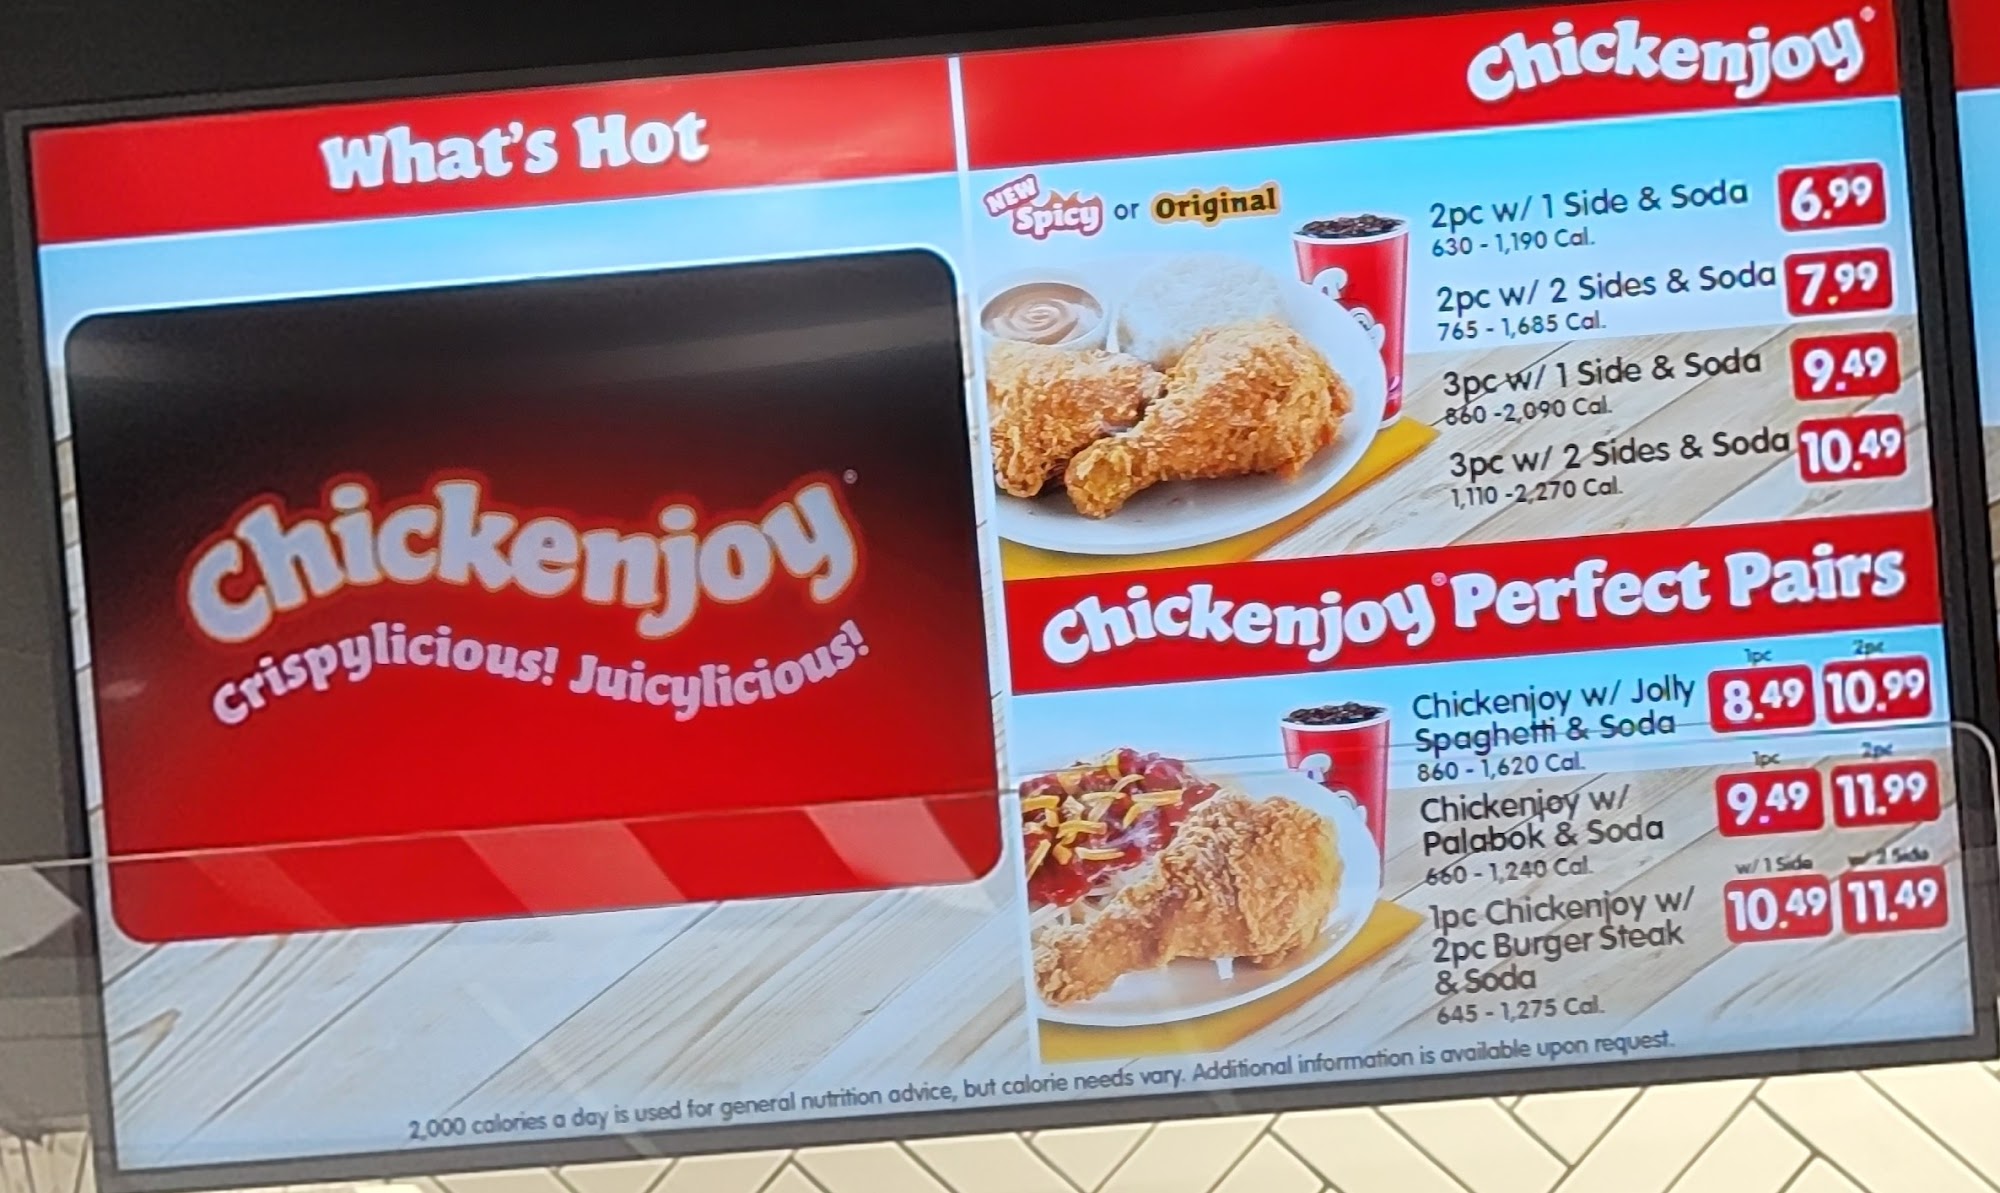 What's Hot
Chickenjoy®
Crispylicious! Juicylicious!
Chickenjoy®
NEW
Spicy or Original
2pc w/ 1 Side & Soda 6.99
630 - 1,190 Cal.
2pc w/ 2 Sides & Soda 7.99
765 - 1,685 Cal.
3pc w/ 1 Side & Soda 9.49
860 -2,090 Cal.
3pc w/ 2 Sides & Soda 10.49
1,110 -2,270 Cal.
Chickenjoy® Perfect Pairs
1pc 2pc
Chickenjoy w/ Jolly 8.49 10.99
Spaghetti & Soda
860 - 1,620 Cal.
1pc 2pc
Chickenjoy w/ 9.49 11.99
Palabok & Soda
660 - 1,240 Cal.
w/ 1 Side w/ 2 Side
1pc Chickenjoy w/ 10.49 11.49
2pc Burger Steak
& Soda
645 - 1,275 Cal.
2,000 calories a day is used for general nutrition advice, but calorie needs vary. Additional information is available upon request.